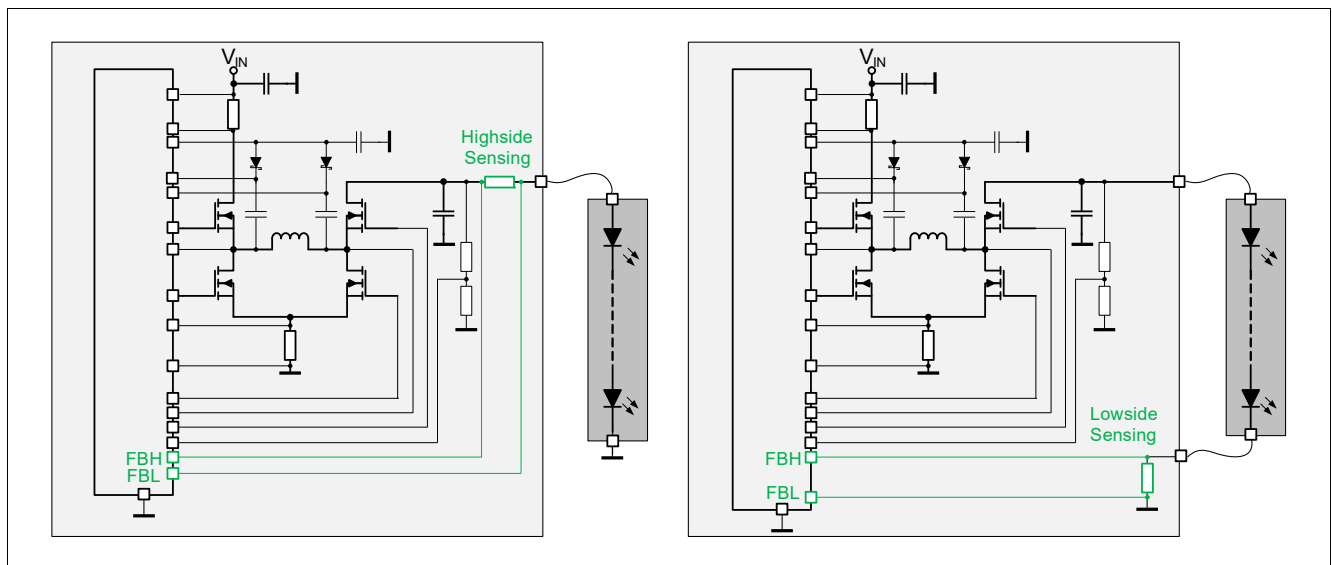 VIN
Highside
Sensing
FBH
FBL
VIN
Lowside
Sensing
FBH
FBL